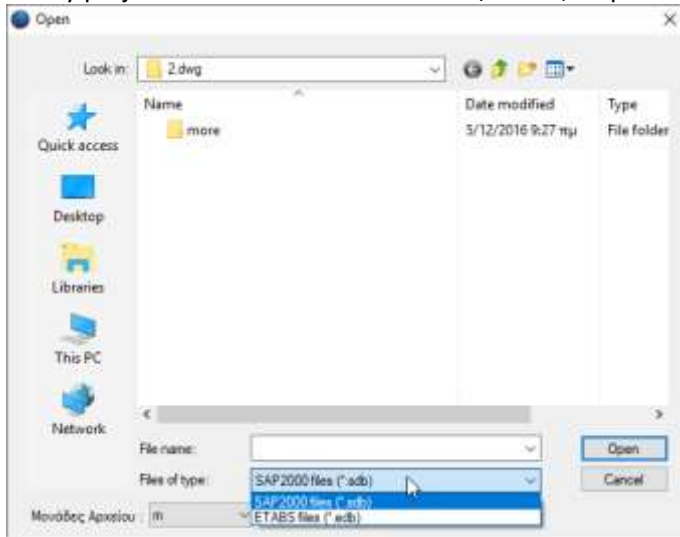 Open
Look in: 2.dwg
Name Date modified Type
more 5/12/2016 9:27 πμ File folder
Quick access
Desktop
Libraries
This PC
Network
File name: Open
Files of type: SAP2000 files (*.sdb) Cancel
SAP2000 files (*.sdb)
Μονάδες Αρχείου : m ETABS files (*.edb)